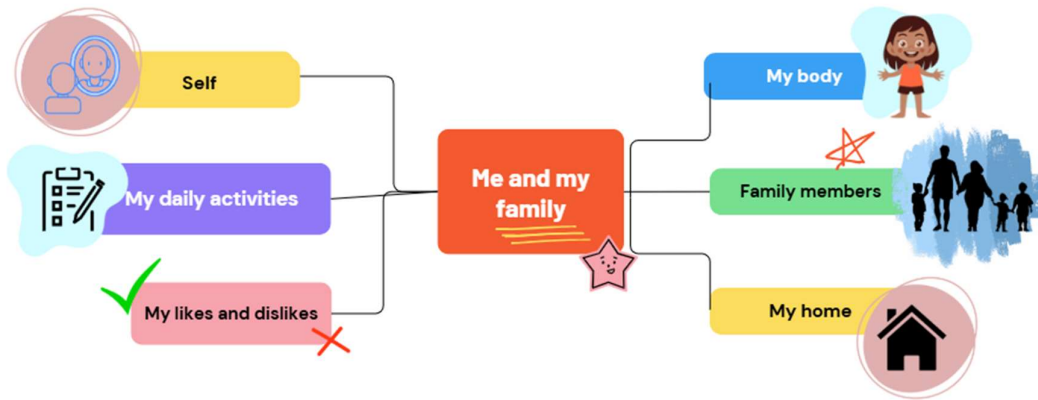 Self
My daily activities
My likes and dislikes
Me and my
family
My body
Family members
My home